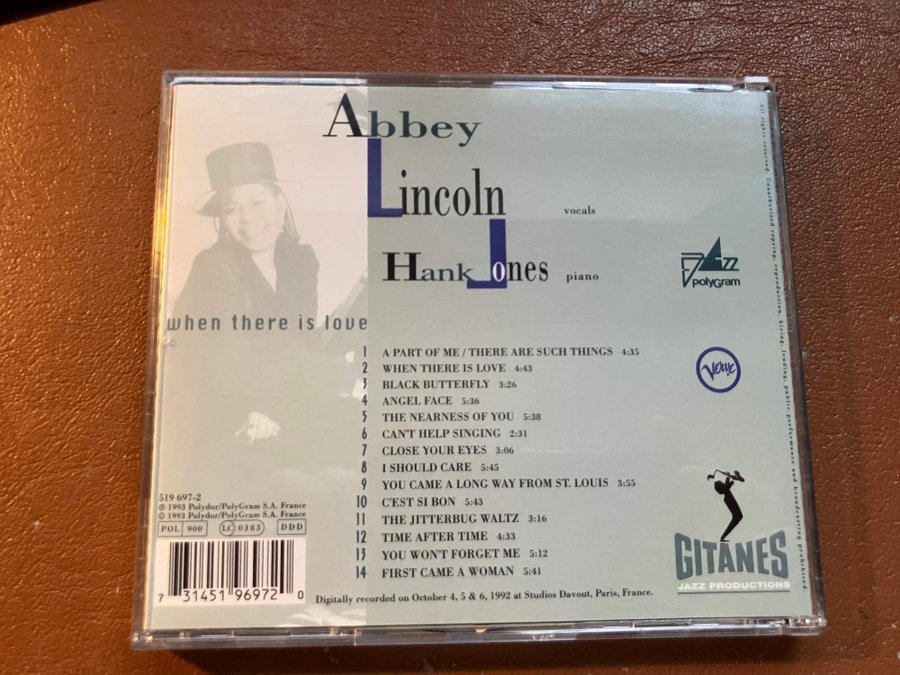 Abbey
Lincoln vocals
Hank Jones piano
when there is love
JAZZ
polyGram
Verve
1 A PART OF ME / THERE ARE SUCH THINGS 4:35
2 WHEN THERE IS LOVE 4:43
3 BLACK BUTTERFLY 3:26
4 ANGEL FACE 5:36
5 THE NEARNESS OF YOU 5:38
6 CAN'T HELP SINGING 2:31
7 CLOSE YOUR EYES 3:06
8 I SHOULD CARE 5:45
9 YOU CAME A LONG WAY FROM ST. LOUIS 3:55
10 C'EST SI BON 5:43
11 THE JITTERBUG WALTZ 3:16
12 TIME AFTER TIME 4:33
13 YOU WON'T FORGET ME 5:12
14 FIRST CAME A WOMAN 5:41
519 697-2
℗ 1993 Polydor/PolyGram S.A. France
© 1993 Polydor/PolyGram S.A. France
POL 900 LC 0383 DDD
7 31451 96972 0
Digitally recorded on October 4, 5 & 6, 1992 at Studios Davout, Paris, France.
GITANES
JAZZ PRODUCTIONS
All rights reserved. Unauthorised copying, reproduction, hiring, lending, public performance and broadcasting prohibited.